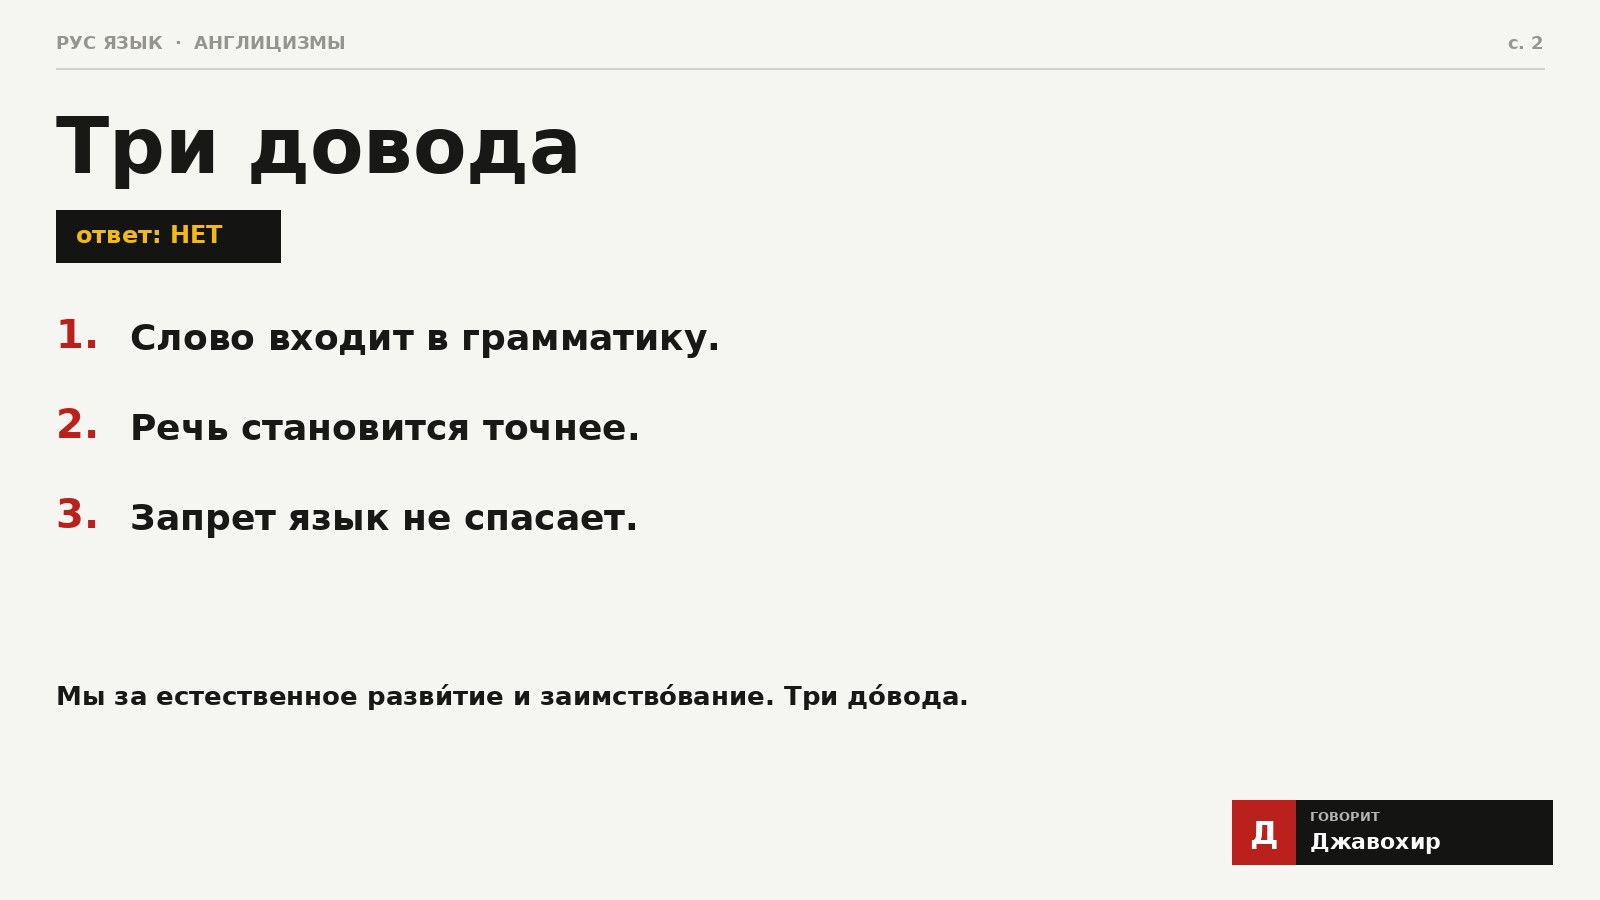 РУС ЯЗЫК · АНГЛИЦИЗМЫ
с. 2
Три довода
ответ: НЕТ
1. Слово входит в грамматику.
2. Речь становится точнее.
3. Запрет язык не спасает.
Мы за естественное разви́тие и заимство́вание. Три до́вода.
Д
ГОВОРИТ
Джавохир